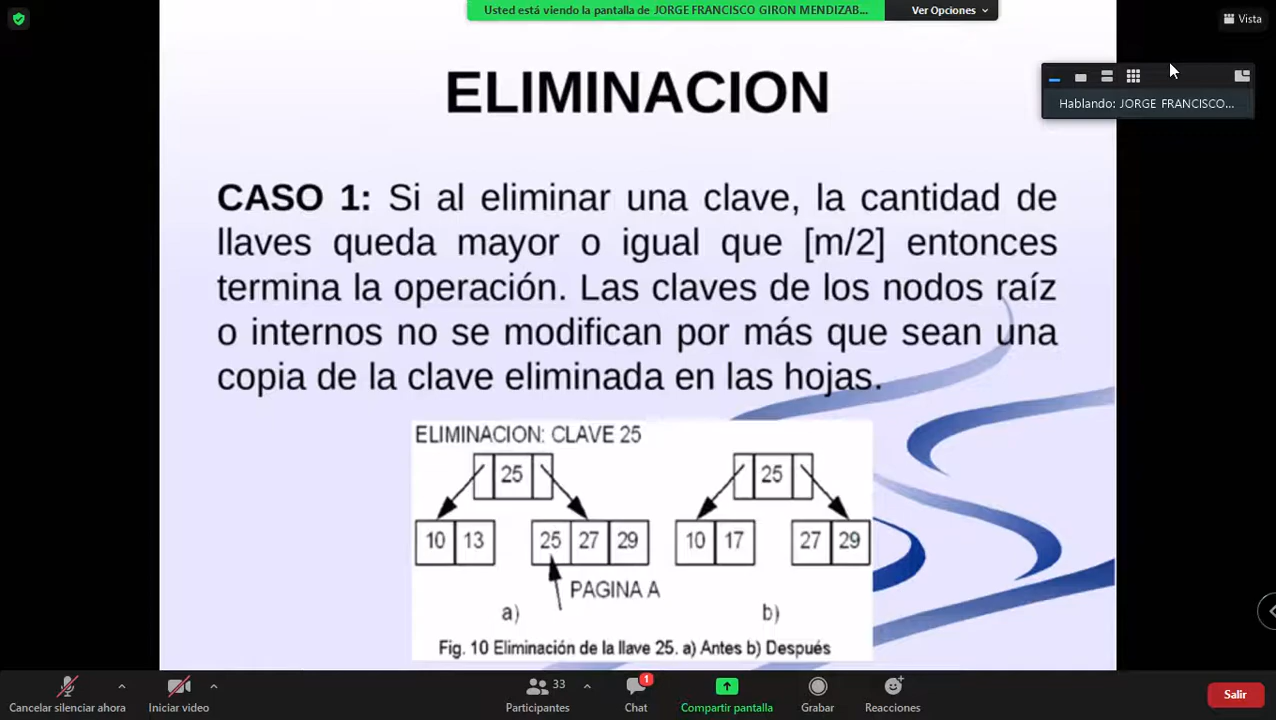 Usted está viendo la pantalla de JORGE FRANCISCO GIRON MENDIZAB...
Ver Opciones
Vista
ELIMINACION
Hablando: JORGE FRANCISCO...
CASO 1: Si al eliminar una clave, la cantidad de
llaves queda mayor o igual que [m/2] entonces
termina la operación. Las claves de los nodos raíz
o internos no se modifican por más que sean una
copia de la clave eliminada en las hojas.
ELIMINACION: CLAVE 25
25 25
10 13 25 27 29 10 17 27 29
PAGINA A
a) b)
Fig. 10 Eliminación de la llave 25. a) Antes b) Después
33
1
Cancelar silenciar ahora
Iniciar video
Participantes
Chat
Compartir pantalla
Grabar
Reacciones
Salir